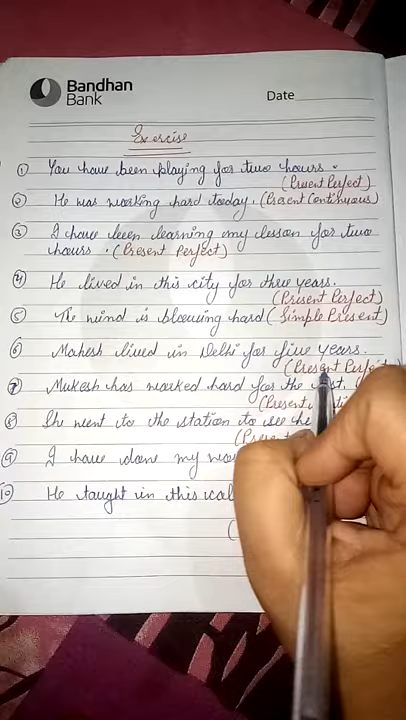 Bandhan
Bank
Date
Exercise
① You have been playing for two hours.
(Present Perfect)
② He was working hard today. (Present Continuous)
③ I have been learning my lesson for two
hours. (Present Perfect)
④ He lived in this city for three years.
(Present Perfect)
⑤ The wind is blowing hard (Simple Present)
⑥ Mahesh lived in Delhi for five years.
(Present Perfect)
⑦ Mukesh has worked hard for the
(Present
⑧ She went to the station to see
⑨ I have done my
⑩ He taught in this